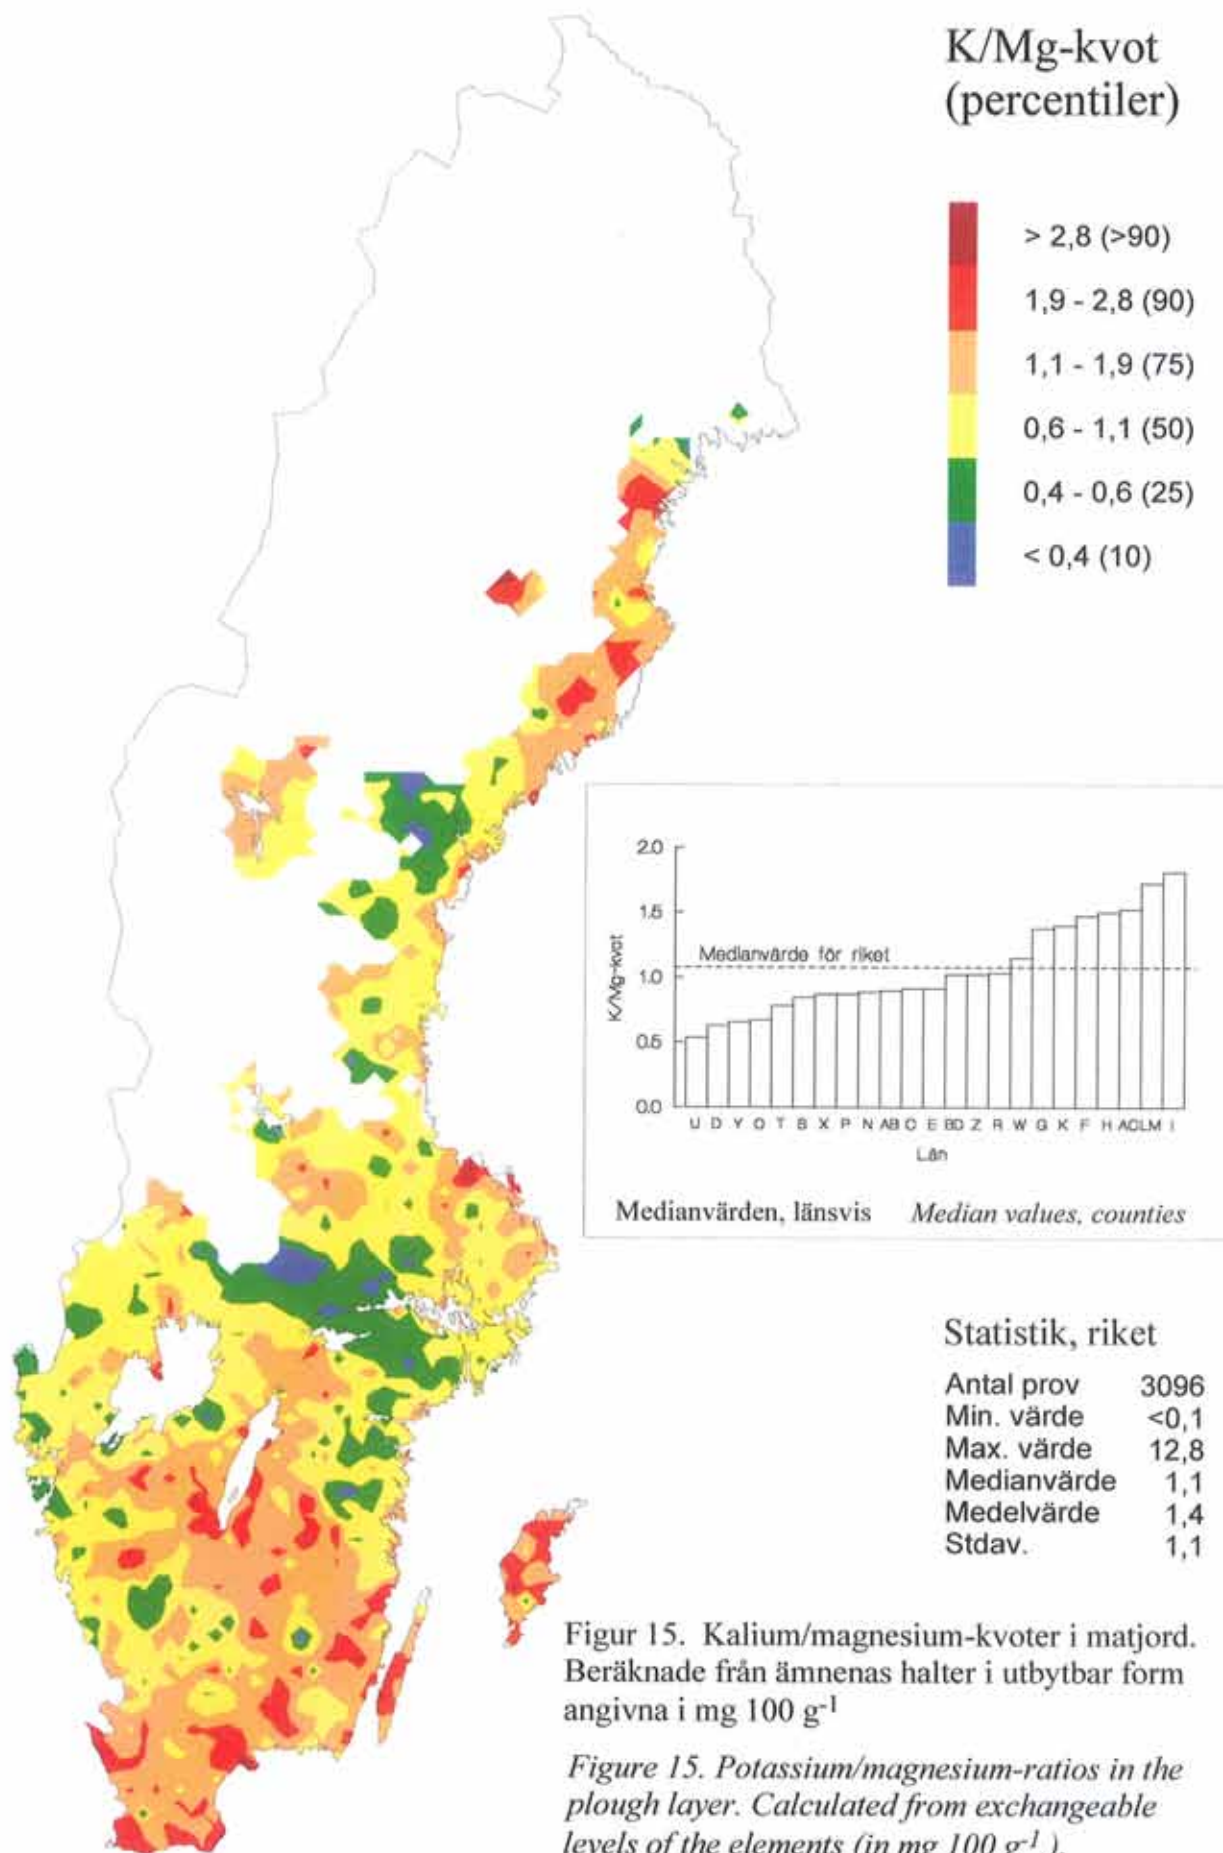 K/Mg-kvot
(percentiler)
> 2,8 (>90)
1,9 - 2,8 (90)
1,1 - 1,9 (75)
0,6 - 1,1 (50)
0,4 - 0,6 (25)
< 0,4 (10)
2.0
1.5
1.0
0.5
0.0
K/Mg-kvot
Medianvärde för riket
U D Y O T S X P N AB C E BD Z R W G K F H AC LM I
Län
Medianvärden, länsvis Median values, counties
Statistik, riket
Antal prov 3096
Min. värde <0,1
Max. värde 12,8
Medianvärde 1,1
Medelvärde 1,4
Stdav. 1,1
Figur 15. Kalium/magnesium-kvoter i matjord.
Beräknade från ämnenas halter i utbytbar form
angivna i mg 100 g-1
Figure 15. Potassium/magnesium-ratios in the
plough layer. Calculated from exchangeable
levels of the elements (in mg 100 g-1 ).